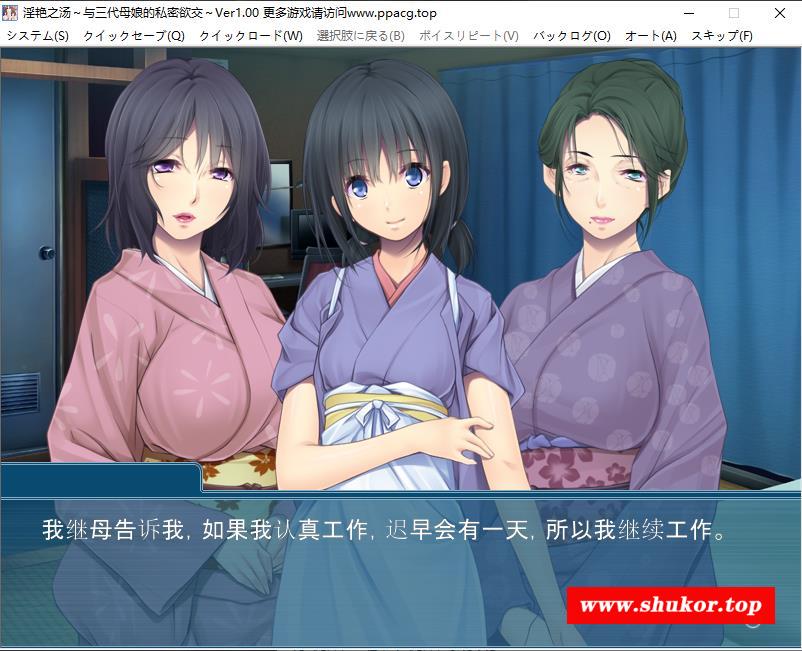 淫艳之汤～与三代母娘的私密欲交～Ver1.00 更多游戏请访问www.ppacg.top
システム(S) クイックセーブ(Q) クイックロード(W) 選択肢に戻る(B) ボイスリピート(V) バックログ(O) オート(A) スキップ(F)
我继母告诉我, 如果我认真工作, 迟早会有一天, 所以我继续工作。
www.shukor.top